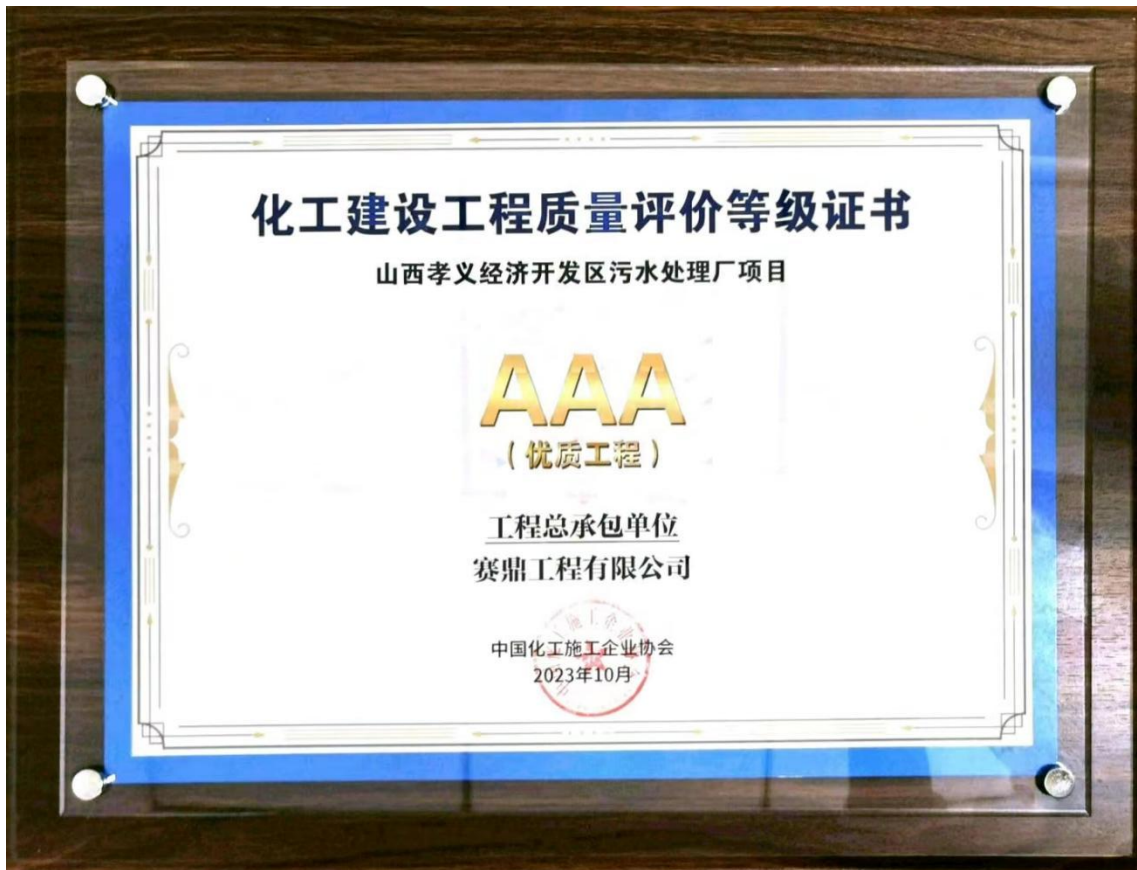 化工建设工程质量评价等级证书
山西孝义经济开发区污水处理厂项目
AAA
（优质工程）
工程总承包单位
赛鼎工程有限公司
中国化工施工企业协会
2023年10月